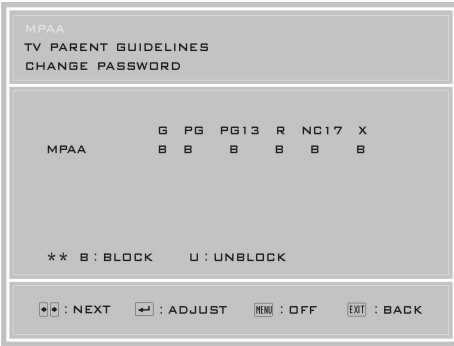 MPAA
TV PARENT GUIDELINES
CHANGE PASSWORD
G PG PG13 R NC17 X
MPAA B B B B B B
** B : BLOCK U : UNBLOCK
: NEXT : ADJUST MENU : OFF EXIT : BACK